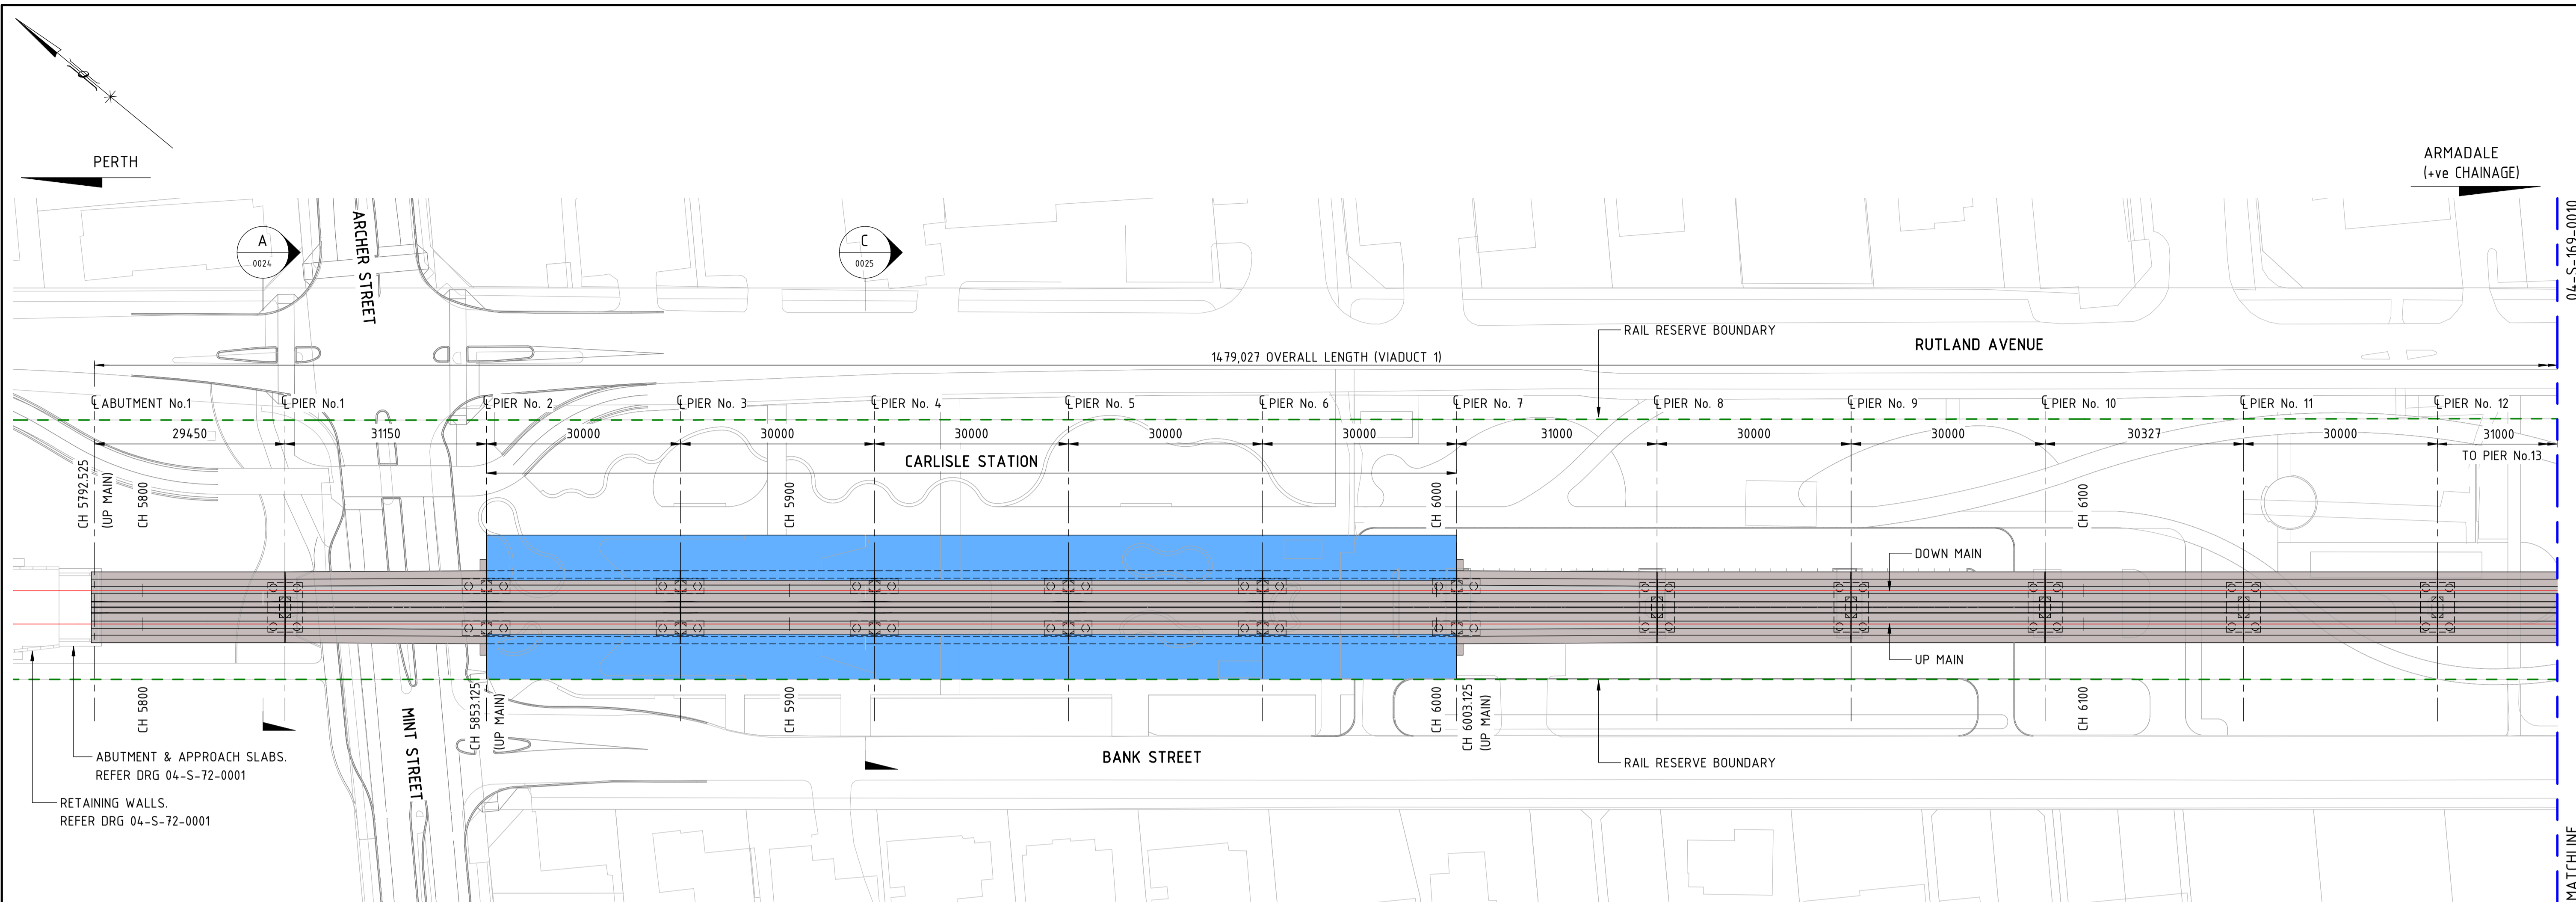 PERTH
ARMADALE
(+ve CHAINAGE)
04-S-169-0010
ARCHER STREET
A
0024
C
0025
RAIL RESERVE BOUNDARY
RUTLAND AVENUE
1479,027 OVERALL LENGTH (VIADUCT 1)
℄ ABUTMENT No.1
℄ PIER No.1
℄ PIER No. 2
℄ PIER No. 3
℄ PIER No. 4
℄ PIER No. 5
℄ PIER No. 6
℄ PIER No. 7
℄ PIER No. 8
℄ PIER No. 9
℄ PIER No. 10
℄ PIER No. 11
℄ PIER No. 12
29450
31150
30000
30000
30000
30000
30000
31000
30000
30000
30327
30000
31000
TO PIER No.13
CARLISLE STATION
CH 5792.525
(UP MAIN)
CH 5800
CH 5900
CH 6000
CH 6100
DOWN MAIN
UP MAIN
CH 5800
CH 5853.125
(UP MAIN)
CH 5900
CH 6000
CH 6003.125
(UP MAIN)
CH 6100
MINT STREET
BANK STREET
RAIL RESERVE BOUNDARY
ABUTMENT & APPROACH SLABS.
REFER DRG 04-S-72-0001
RETAINING WALLS.
REFER DRG 04-S-72-0001
MATCHLINE